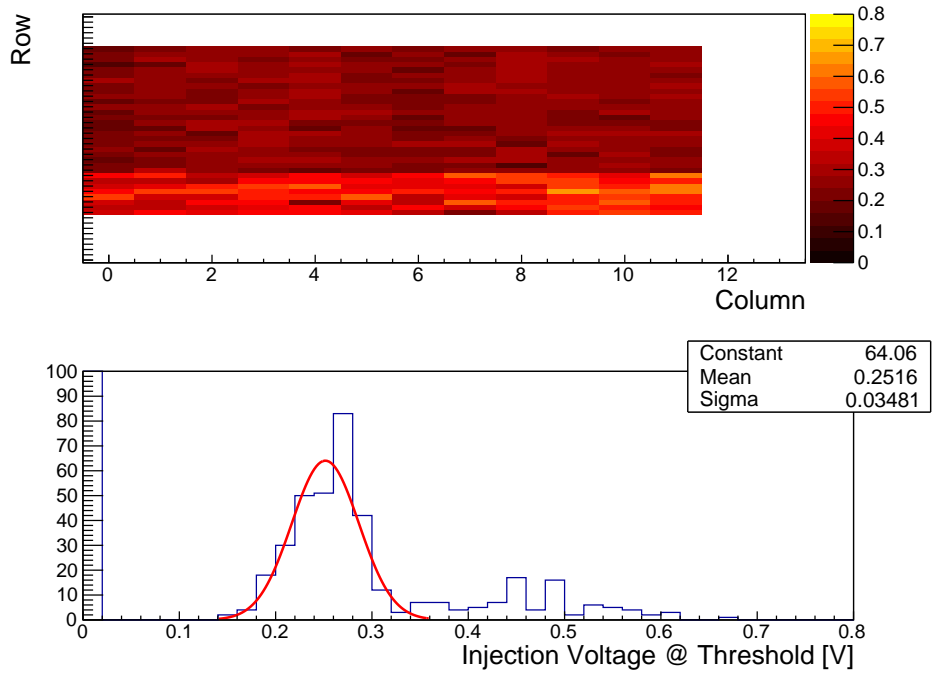 Row
0.8
0.7
0.6
0.5
0.4
0.3
0.2
0.1
0
0 2 4 6 8 10 12
Column
Constant 64.06
Mean 0.2516
Sigma 0.03481
100
90
80
70
60
50
40
30
20
10
0
0 0.1 0.2 0.3 0.4 0.5 0.6 0.7 0.8
Injection Voltage @ Threshold [V]